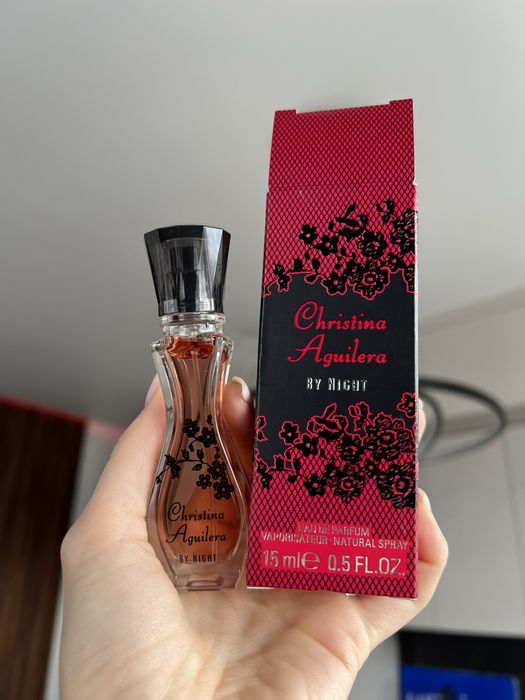 Christina
Aguilera
BY NIGHT
EAU DE PARFUM
VAPORISATEUR · NATURAL SPRAY
15 ml℮ 0.5 FL.OZ.
Christina
Aguilera
BY NIGHT